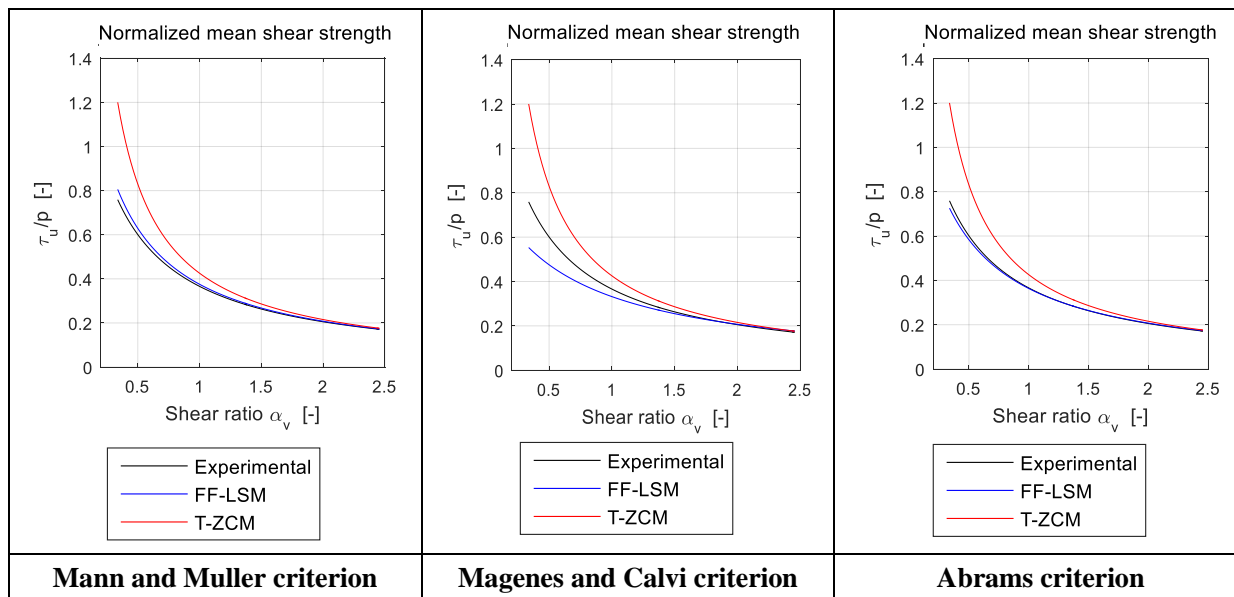 Normalized mean shear strength
1.4
1.2
1
0.8
0.6
0.4
0.2
0
τu/p [-]
0.5 1 1.5 2 2.5
Shear ratio αv [-]
Experimental
FF-LSM
T-ZCM
Mann and Muller criterion
Normalized mean shear strength
1.4
1.2
1
0.8
0.6
0.4
0.2
0
τu/p [-]
0.5 1 1.5 2 2.5
Shear ratio αv [-]
Experimental
FF-LSM
T-ZCM
Magenes and Calvi criterion
Normalized mean shear strength
1.4
1.2
1
0.8
0.6
0.4
0.2
0
τu/p [-]
0.5 1 1.5 2 2.5
Shear ratio αv [-]
Experimental
FF-LSM
T-ZCM
Abrams criterion